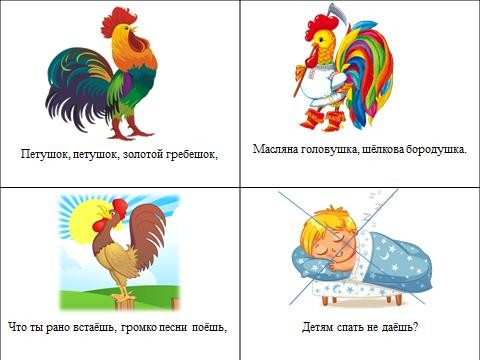 Петушок, петушок, золотой гребешок,
Масляна головушка, шёлкова бородушка.
Что ты рано встаёшь, громко песни поёшь,
Детям спать не даёшь?